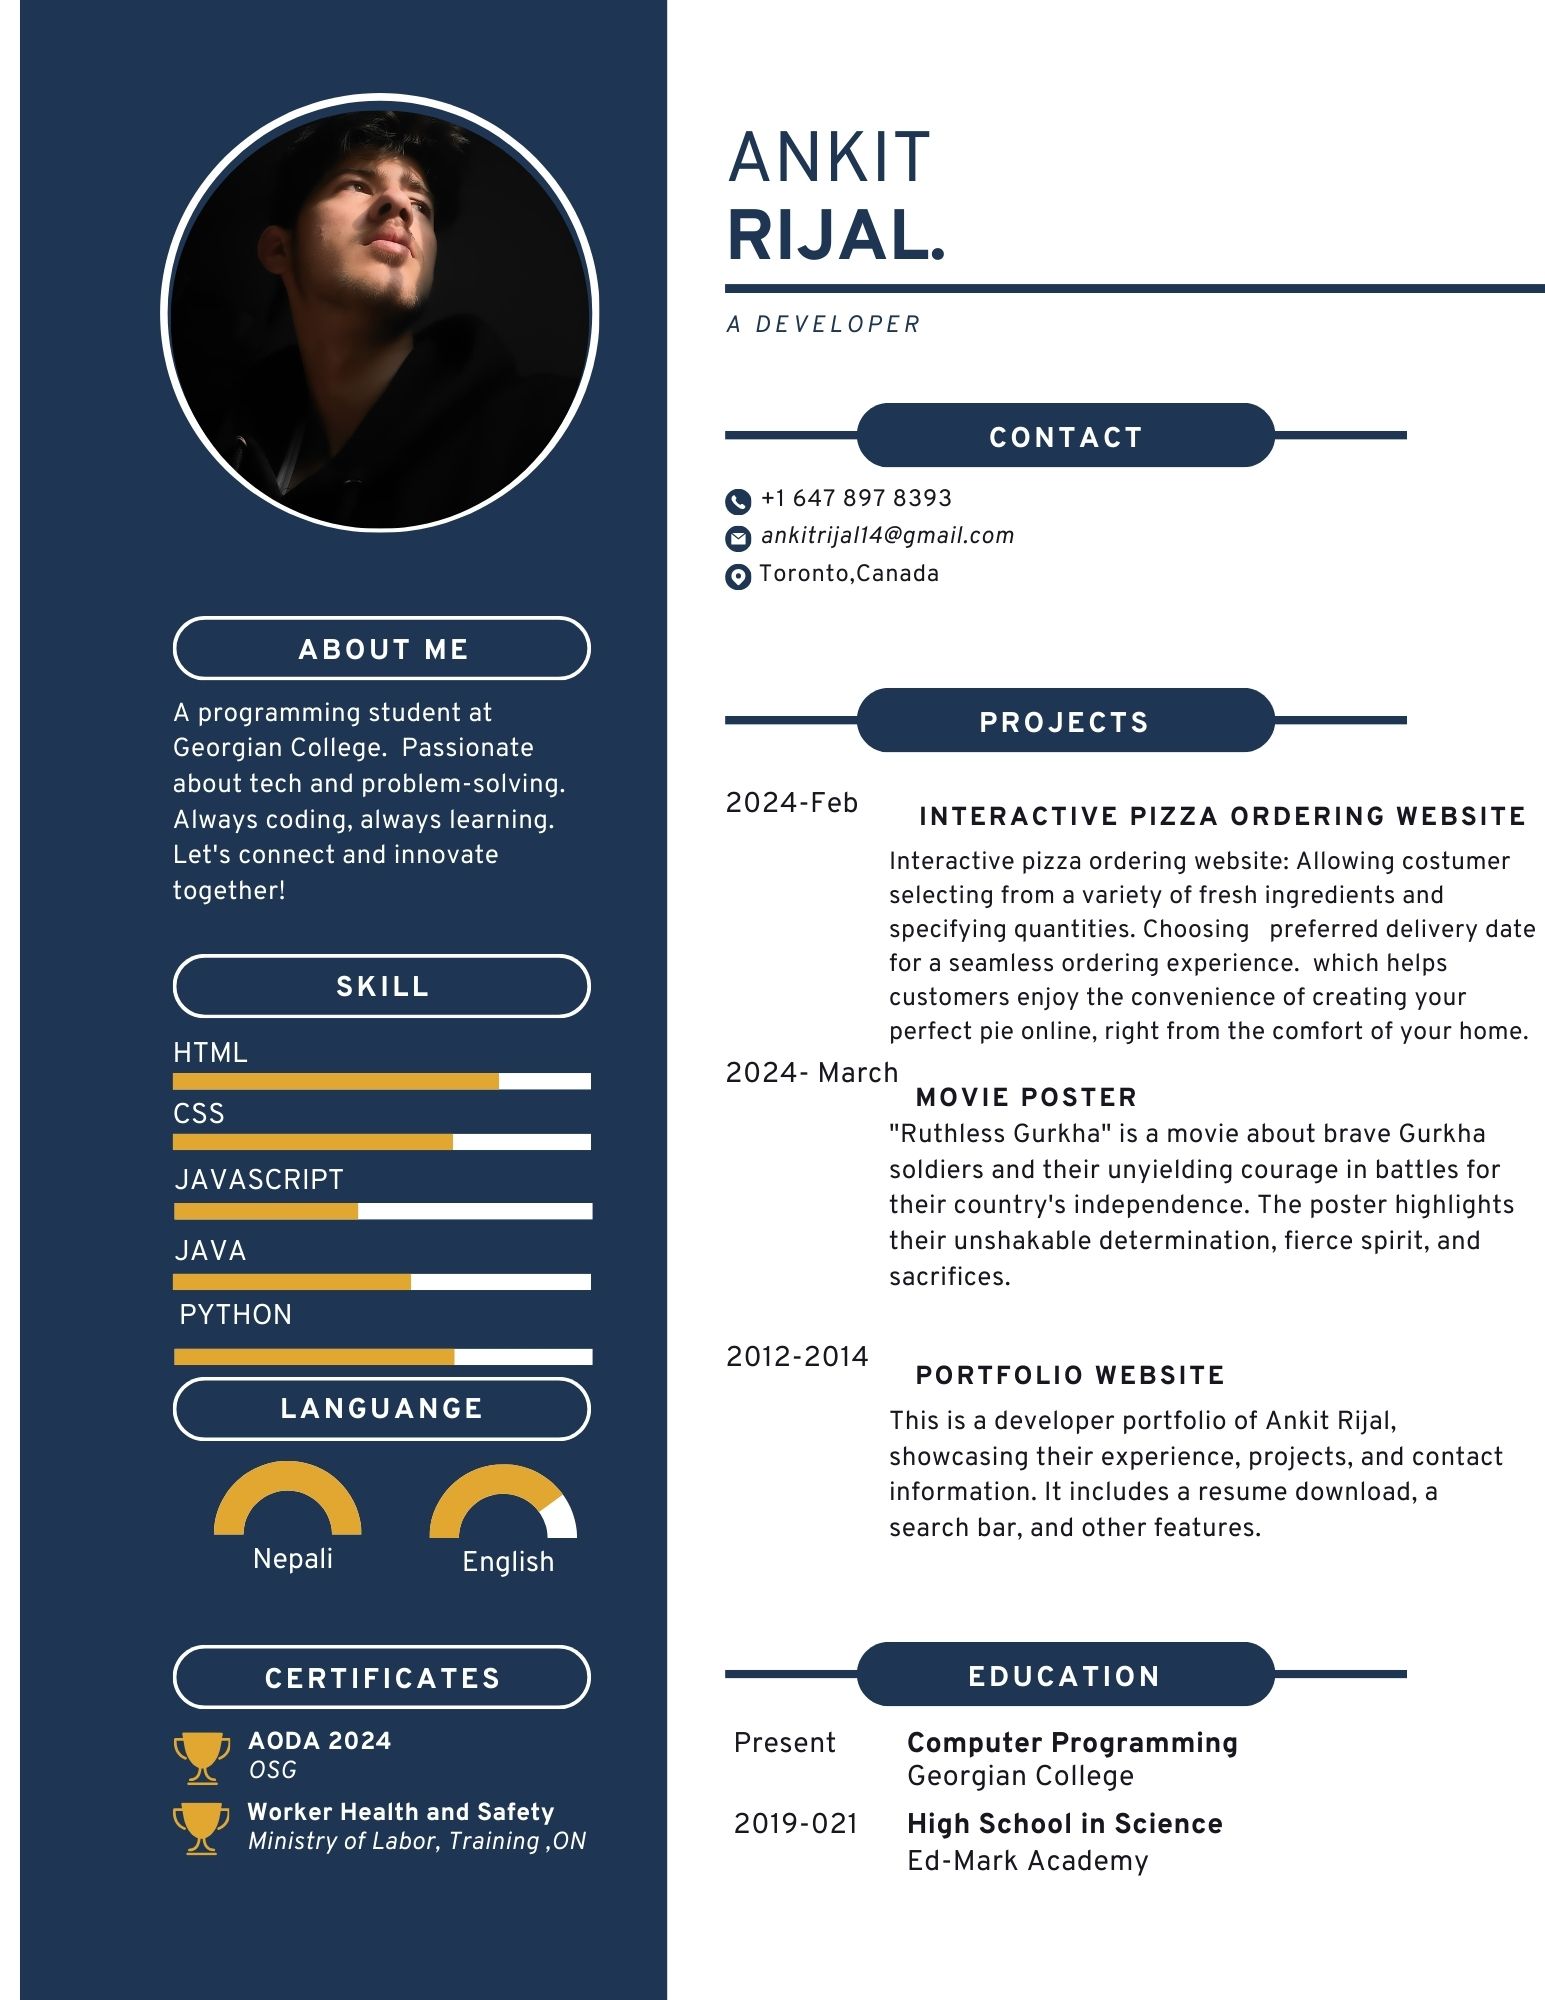 ANKIT
RIJAL.
A DEVELOPER
CONTACT
+1 647 897 8393
ankitrijal14@gmail.com
Toronto,Canada
ABOUT ME
A programming student at
Georgian College.  Passionate
about tech and problem-solving.
Always coding, always learning.
Let's connect and innovate
together!
SKILL
HTML
CSS
JAVASCRIPT
JAVA
PYTHON
LANGUANGE
Nepali
English
CERTIFICATES
AODA 2024
OSG
Worker Health and Safety
Ministry of Labor, Training ,ON
PROJECTS
2024-Feb
INTERACTIVE PIZZA ORDERING WEBSITE
Interactive pizza ordering website: Allowing costumer
selecting from a variety of fresh ingredients and
specifying quantities. Choosing   preferred delivery date
for a seamless ordering experience.  which helps
customers enjoy the convenience of creating your
perfect pie online, right from the comfort of your home.
2024- March
MOVIE POSTER
"Ruthless Gurkha" is a movie about brave Gurkha
soldiers and their unyielding courage in battles for
their country's independence. The poster highlights
their unshakable determination, fierce spirit, and
sacrifices.
2012-2014
PORTFOLIO WEBSITE
This is a developer portfolio of Ankit Rijal,
showcasing their experience, projects, and contact
information. It includes a resume download, a
search bar, and other features.
EDUCATION
Present
Computer Programming
Georgian College
2019-021
High School in Science
Ed-Mark Academy